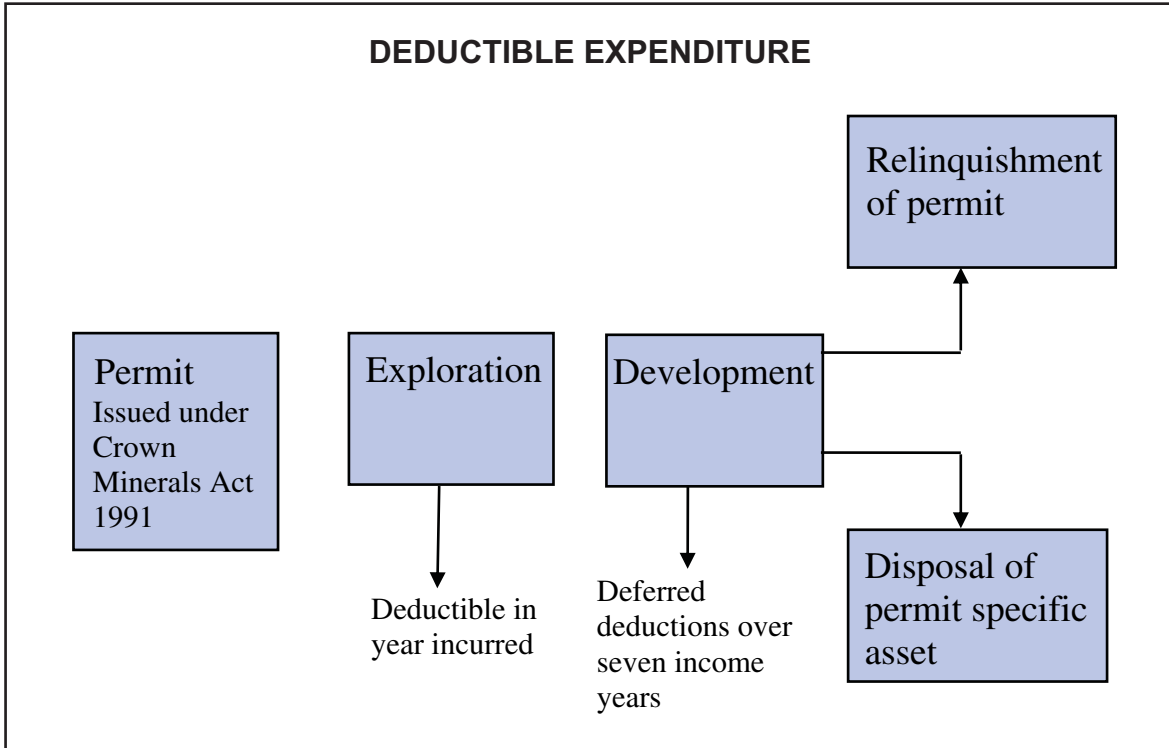 DEDUCTIBLE EXPENDITURE
Relinquishment
of permit
Permit
Issued under
Crown
Minerals Act
1991
Exploration
Development
Deductible in
year incurred
Deferred
deductions over
seven income
years
Disposal of
permit specific
asset